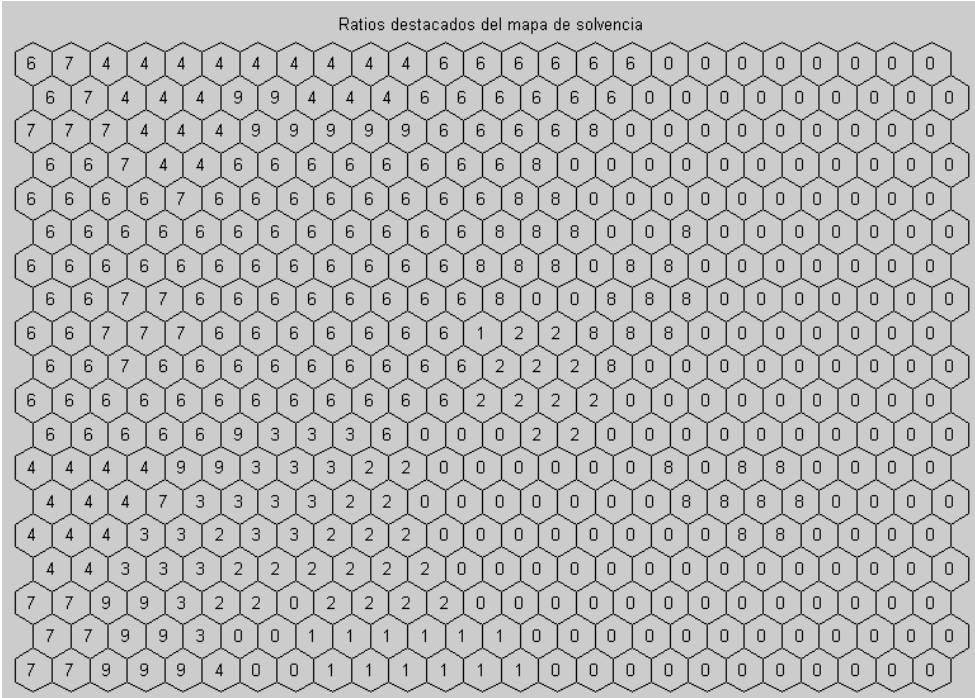 Ratios destacados del mapa de solvencia
6 7 4 4 4 4 4 4 4 4 4 6 6 6 6 6 6 0 0 0 0 0 0 0 0
6 7 4 4 4 9 9 4 4 4 6 6 6 6 6 6 0 0 0 0 0 0 0 0 0
7 7 7 4 4 4 9 9 9 9 9 6 6 6 6 8 0 0 0 0 0 0 0 0 0
6 6 7 4 4 6 6 6 6 6 6 6 6 8 0 0 0 0 0 0 0 0 0 0 0
6 6 6 6 7 6 6 6 6 6 6 6 6 8 8 0 0 0 0 0 0 0 0 0 0
6 6 6 6 6 6 6 6 6 6 6 6 8 8 8 0 0 8 0 0 0 0 0 0 0
6 6 6 6 6 6 6 6 6 6 6 6 8 8 8 0 8 8 0 0 0 0 0 0 0
6 6 7 7 6 6 6 6 6 6 6 6 8 0 0 8 8 8 0 0 0 0 0 0 0
6 6 7 7 7 6 6 6 6 6 6 6 1 2 2 8 8 8 0 0 0 0 0 0 0
6 6 7 6 6 6 6 6 6 6 6 6 2 2 2 8 0 0 0 0 0 0 0 0 0
6 6 6 6 6 6 6 6 6 6 6 6 2 2 2 2 0 0 0 0 0 0 0 0 0
6 6 6 6 6 9 3 3 3 6 0 0 0 2 2 0 0 0 0 0 0 0 0 0 0
4 4 4 4 9 9 3 3 3 2 2 0 0 0 0 0 0 8 0 8 8 0 0 0 0
4 4 4 7 3 3 3 3 2 2 0 0 0 0 0 0 0 8 8 8 8 0 0 0 0
4 4 4 3 3 2 3 3 2 2 2 0 0 0 0 0 0 0 0 8 8 0 0 0 0
4 4 3 3 3 2 2 2 2 2 2 0 0 0 0 0 0 0 0 0 0 0 0 0 0
7 7 9 9 3 2 2 0 2 2 2 2 0 0 0 0 0 0 0 0 0 0 0 0 0
7 7 9 9 3 0 0 1 1 1 1 1 1 0 0 0 0 0 0 0 0 0 0 0 0
7 7 9 9 9 4 0 0 1 1 1 1 1 1 0 0 0 0 0 0 0 0 0 0 0